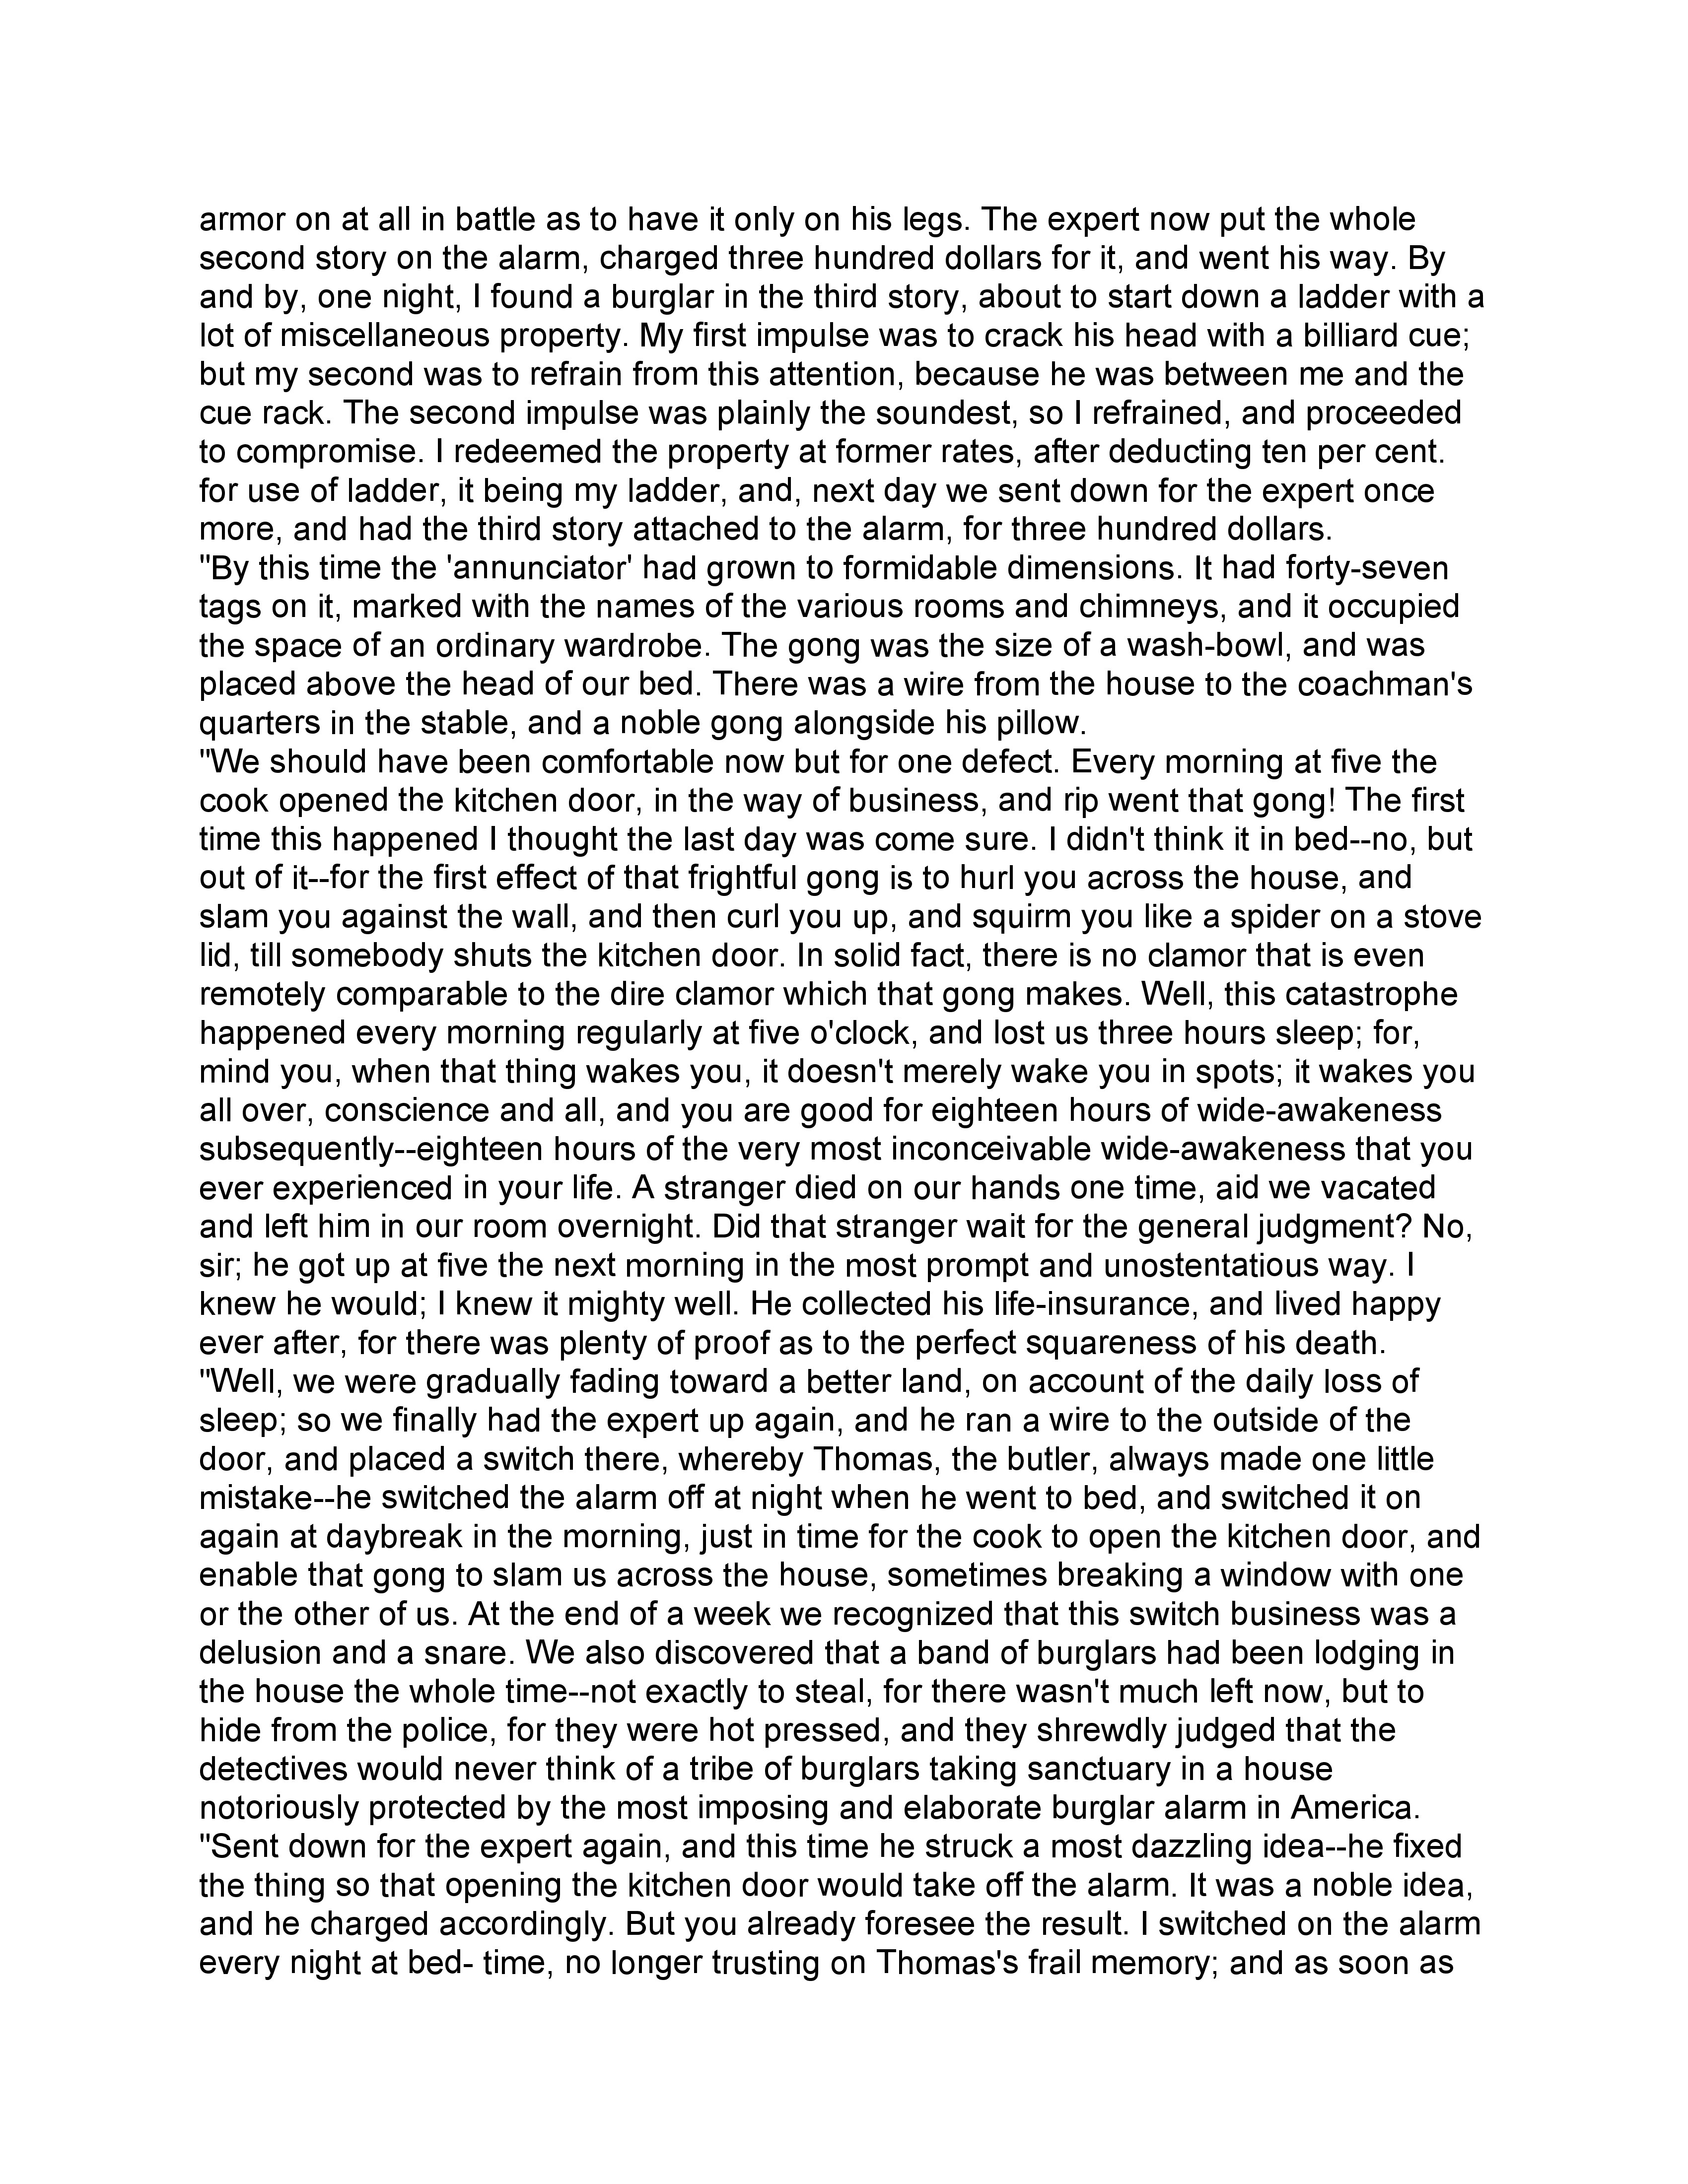 armor on at all in battle as to have it only on his legs. The expert now put the whole
second story on the alarm, charged three hundred dollars for it, and went his way. By
and by, one night, I found a burglar in the third story, about to start down a ladder with a
lot of miscellaneous property. My first impulse was to crack his head with a billiard cue;
but my second was to refrain from this attention, because he was between me and the
cue rack. The second impulse was plainly the soundest, so I refrained, and proceeded
to compromise. I redeemed the property at former rates, after deducting ten per cent.
for use of ladder, it being my ladder, and, next day we sent down for the expert once
more, and had the third story attached to the alarm, for three hundred dollars.
"By this time the 'annunciator' had grown to formidable dimensions. It had forty-seven
tags on it, marked with the names of the various rooms and chimneys, and it occupied
the space of an ordinary wardrobe. The gong was the size of a wash-bowl, and was
placed above the head of our bed. There was a wire from the house to the coachman's
quarters in the stable, and a noble gong alongside his pillow.
"We should have been comfortable now but for one defect. Every morning at five the
cook opened the kitchen door, in the way of business, and rip went that gong! The first
time this happened I thought the last day was come sure. I didn't think it in bed--no, but
out of it--for the first effect of that frightful gong is to hurl you across the house, and
slam you against the wall, and then curl you up, and squirm you like a spider on a stove
lid, till somebody shuts the kitchen door. In solid fact, there is no clamor that is even
remotely comparable to the dire clamor which that gong makes. Well, this catastrophe
happened every morning regularly at five o'clock, and lost us three hours sleep; for,
mind you, when that thing wakes you, it doesn't merely wake you in spots; it wakes you
all over, conscience and all, and you are good for eighteen hours of wide-awakeness
subsequently--eighteen hours of the very most inconceivable wide-awakeness that you
ever experienced in your life. A stranger died on our hands one time, aid we vacated
and left him in our room overnight. Did that stranger wait for the general judgment? No,
sir; he got up at five the next morning in the most prompt and unostentatious way. I
knew he would; I knew it mighty well. He collected his life-insurance, and lived happy
ever after, for there was plenty of proof as to the perfect squareness of his death.
"Well, we were gradually fading toward a better land, on account of the daily loss of
sleep; so we finally had the expert up again, and he ran a wire to the outside of the
door, and placed a switch there, whereby Thomas, the butler, always made one little
mistake--he switched the alarm off at night when he went to bed, and switched it on
again at daybreak in the morning, just in time for the cook to open the kitchen door, and
enable that gong to slam us across the house, sometimes breaking a window with one
or the other of us. At the end of a week we recognized that this switch business was a
delusion and a snare. We also discovered that a band of burglars had been lodging in
the house the whole time--not exactly to steal, for there wasn't much left now, but to
hide from the police, for they were hot pressed, and they shrewdly judged that the
detectives would never think of a tribe of burglars taking sanctuary in a house
notoriously protected by the most imposing and elaborate burglar alarm in America.
"Sent down for the expert again, and this time he struck a most dazzling idea--he fixed
the thing so that opening the kitchen door would take off the alarm. It was a noble idea,
and he charged accordingly. But you already foresee the result. I switched on the alarm
every night at bed- time, no longer trusting on Thomas's frail memory; and as soon as